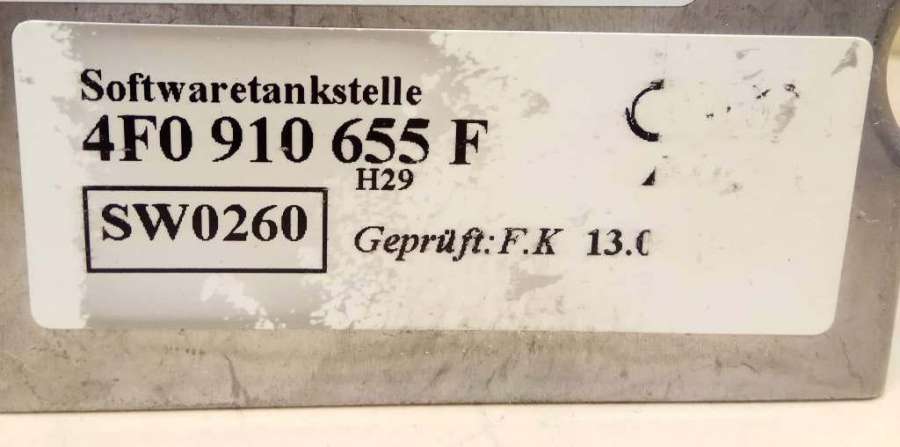 Softwaretankstelle
4F0 910 655 F
H29
SW0260
Geprüft: F.K 13.0